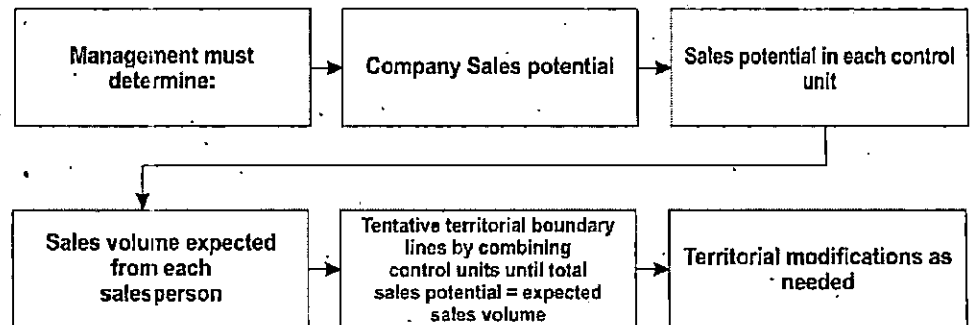 Management must
determine:
Company Sales potential
Sales potential in each control
unit
Sales volume expected
from each
salesperson
Tentative territorial boundary
lines by combining
control units until total
sales potential = expected
sales volume
Territorial modifications as
needed